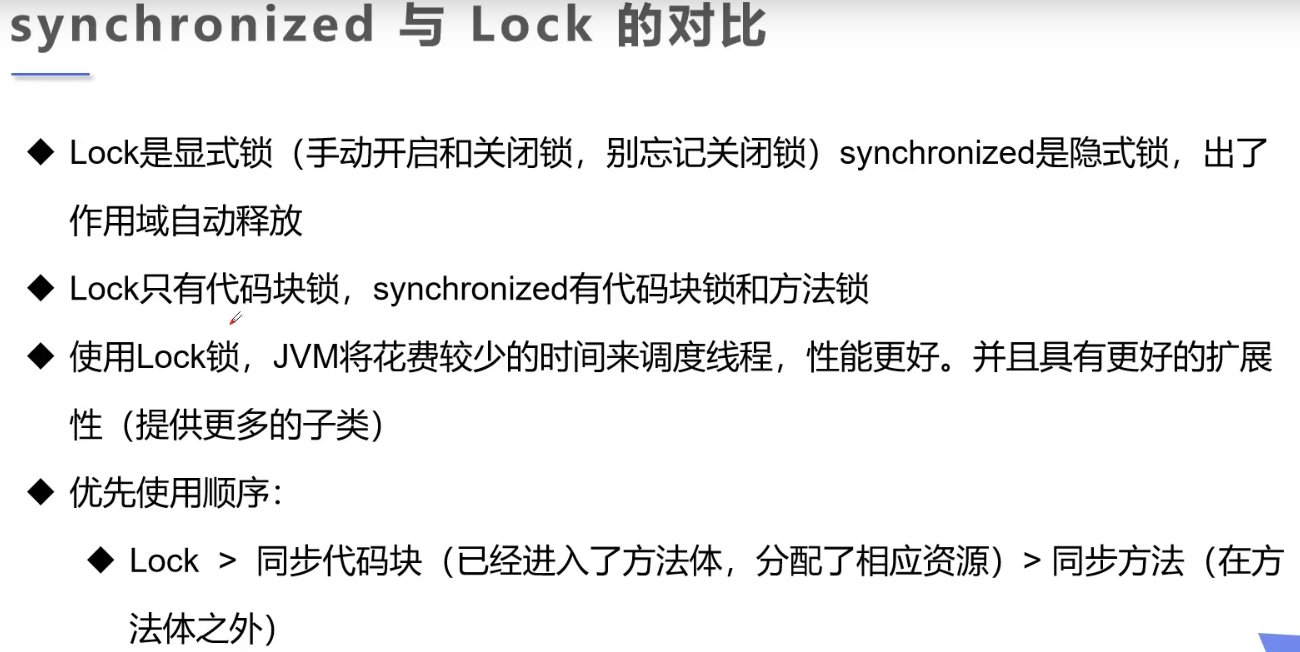 synchronized 与 Lock 的对比
◆ Lock是显式锁（手动开启和关闭锁，别忘记关闭锁）synchronized是隐式锁，出了
作用域自动释放
◆ Lock只有代码块锁，synchronized有代码块锁和方法锁
◆ 使用Lock锁，JVM将花费较少的时间来调度线程，性能更好。并且具有更好的扩展
性（提供更多的子类）
◆ 优先使用顺序：
◆ Lock > 同步代码块（已经进入了方法体，分配了相应资源）> 同步方法（在方
法体之外）